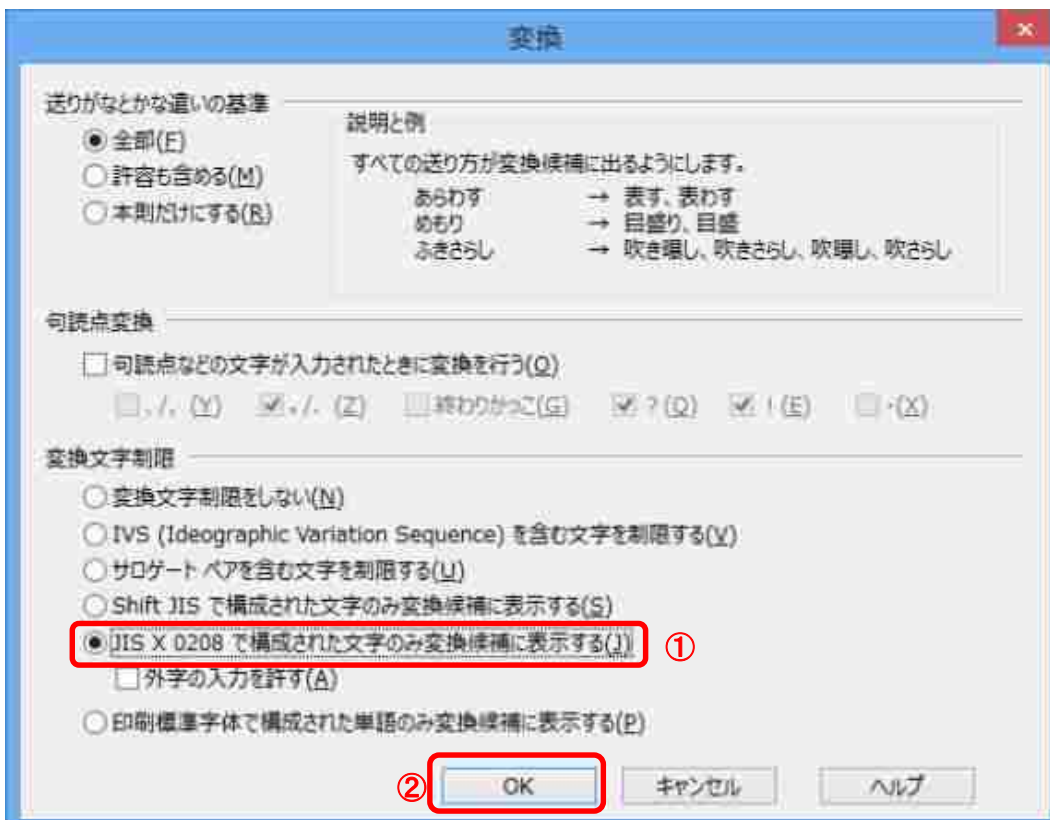 変換
×
送りがなとかな遣いの基準
全部(F)
許容も含める(M)
本則だけにする(R)
説明と例
すべての送り方が変換候補に出るようにします。
あらわす → 表す、表わす
めもり → 目盛り、目盛
ふきさらし → 吹き曝し、吹きさらし、吹曝し、吹さらし
句読点変換
句読点などの文字が入力されたときに変換を行う(O)
、/。(Y) ,/.(Z) 終わりかっこ(G) ?(Q) !(E) ・(X)
変換文字制限
変換文字制限をしない(N)
IVS (Ideographic Variation Sequence) を含む文字を制限する(V)
サロゲート ペアを含む文字を制限する(U)
Shift JIS で構成された文字のみ変換候補に表示する(S)
JIS X 0208 で構成された文字のみ変換候補に表示する(J) ①
外字の入力を許す(A)
印刷標準字体で構成された単語のみ変換候補に表示する(P)
② OK キャンセル ヘルプ